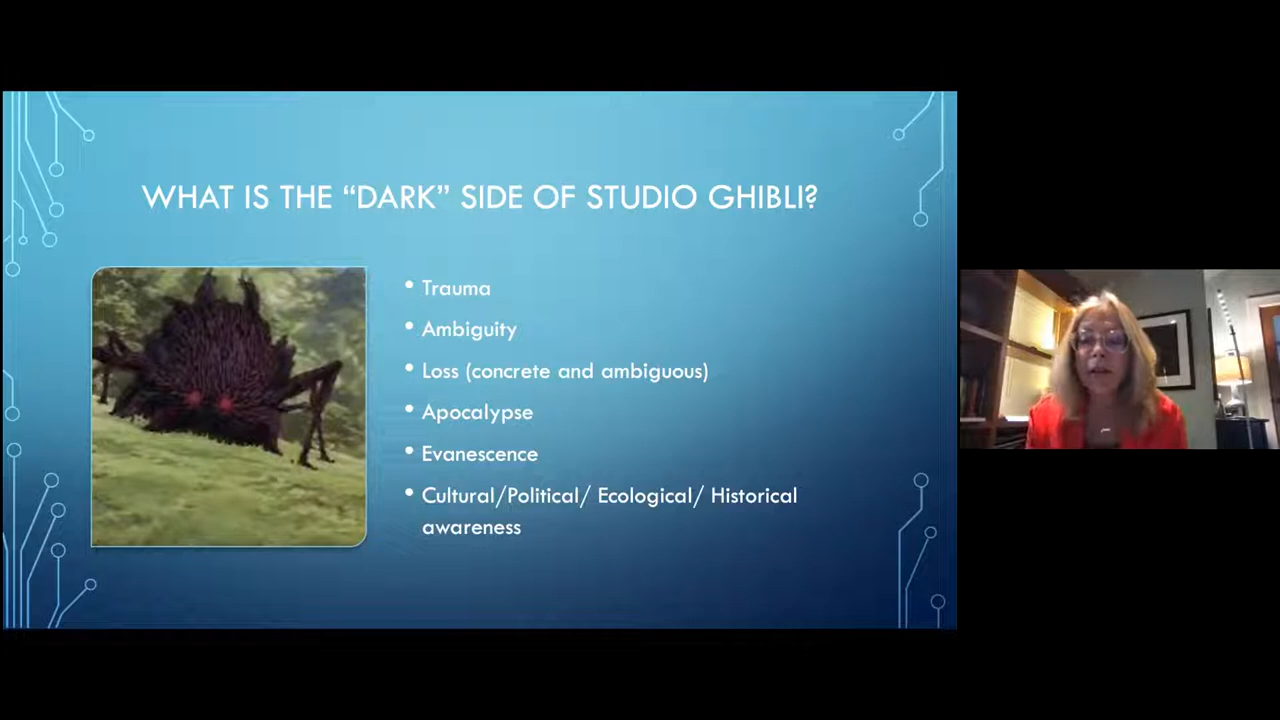 WHAT IS THE “DARK” SIDE OF STUDIO GHIBLI?
• Trauma
• Ambiguity
• Loss (concrete and ambiguous)
• Apocalypse
• Evanescence
• Cultural/Political/ Ecological/ Historical
awareness